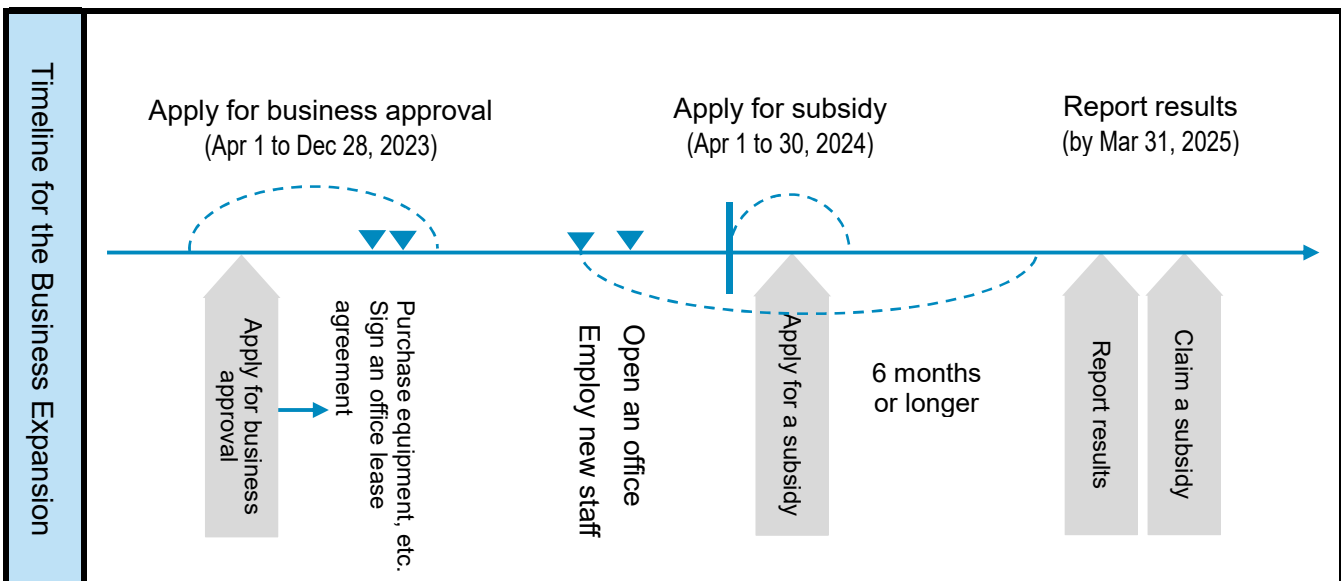 Timeline for the Business Expansion
Apply for business approval
(Apr 1 to Dec 28, 2023)
Apply for subsidy
(Apr 1 to 30, 2024)
Report results
(by Mar 31, 2025)
Apply for business
approval
Purchase equipment, etc.
Sign an office lease
agreement
Open an office
Employ new staff
Apply for a subsidy
6 months
or longer
Report results
Claim a subsidy